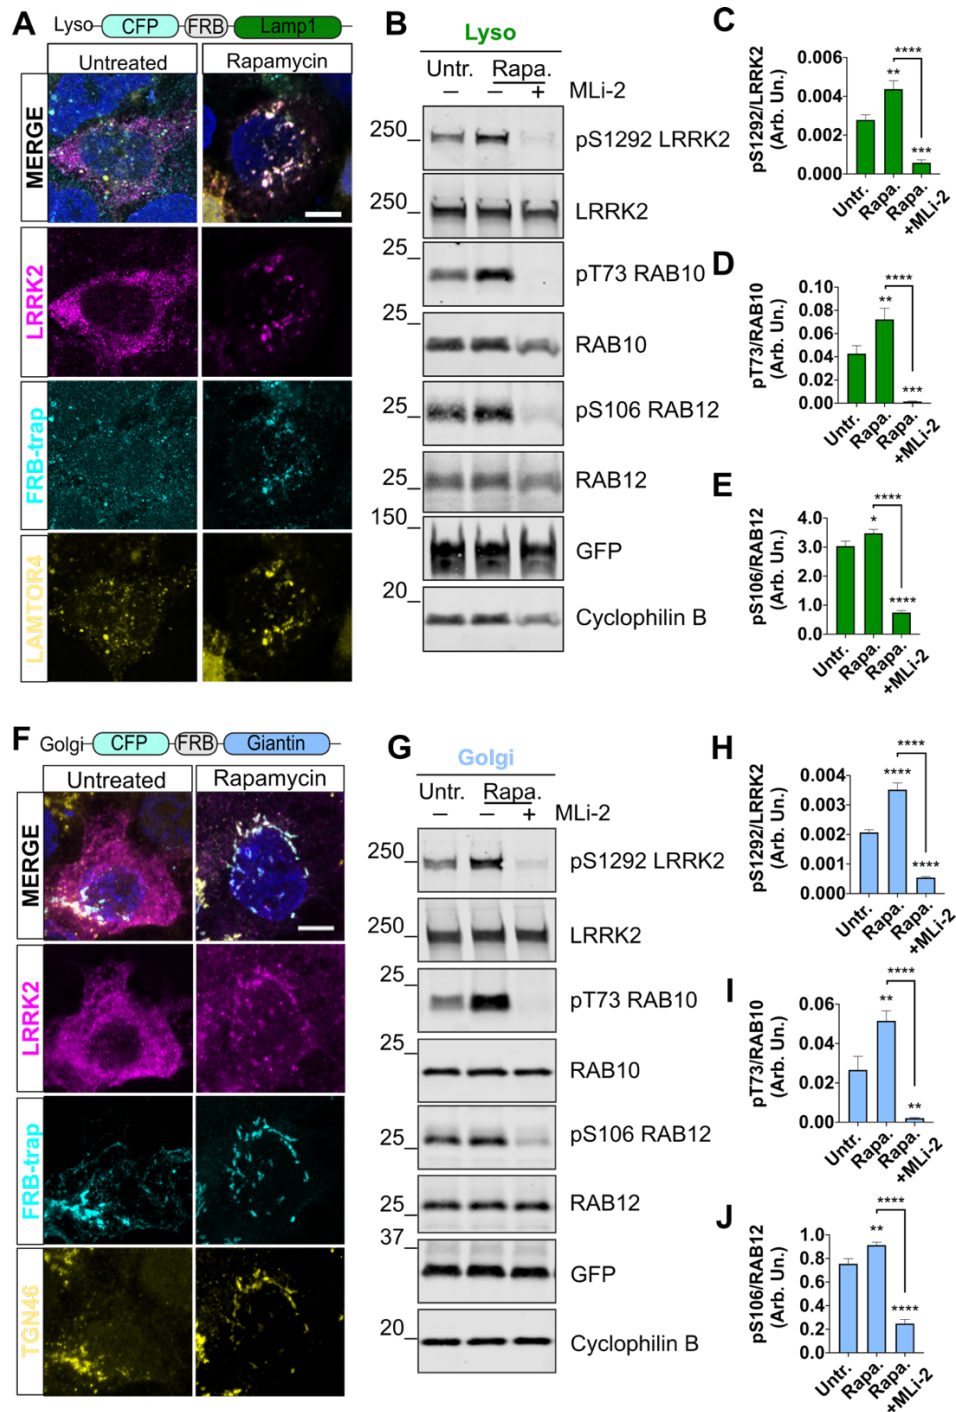 A
Lyso
CFP
FRB
Lamp1
Untreated
Rapamycin
MERGE
LRRK2
FRB-trap
LAMTOR4
B
Lyso
Untr. Rapa.
– – + MLi-2
250
pS1292 LRRK2
250
LRRK2
25
pT73 RAB10
25
RAB10
25
pS106 RAB12
25
RAB12
150
GFP
20
Cyclophilin B
C
pS1292/LRRK2
(Arb. Un.)
0.006
0.004
0.002
0.000
**
****
***
Untr.
Rapa.
Rapa.
+MLi-2
D
pT73/RAB10
(Arb. Un.)
0.10
0.08
0.06
0.04
0.02
0.00
**
****
***
Untr.
Rapa.
Rapa.
+MLi-2
E
pS106/RAB12
(Arb. Un.)
4.0
3.0
2.0
1.0
0.0
*
****
****
Untr.
Rapa.
Rapa.
+MLi-2
F
Golgi
CFP
FRB
Giantin
Untreated
Rapamycin
MERGE
LRRK2
FRB-trap
TGN46
G
Golgi
Untr. Rapa.
– – + MLi-2
250
pS1292 LRRK2
250
LRRK2
25
pT73 RAB10
25
RAB10
25
pS106 RAB12
25
RAB12
37
GFP
20
Cyclophilin B
H
pS1292/LRRK2
(Arb. Un.)
0.004
0.003
0.002
0.001
0.000
****
****
****
Untr.
Rapa.
Rapa.
+MLi-2
I
pT73/RAB10
(Arb. Un.)
0.06
0.04
0.02
0.00
**
****
**
Untr.
Rapa.
Rapa.
+MLi-2
J
pS106/RAB12
(Arb. Un.)
1.0
0.8
0.6
0.4
0.2
0.0
**
****
****
Untr.
Rapa.
Rapa.
+MLi-2